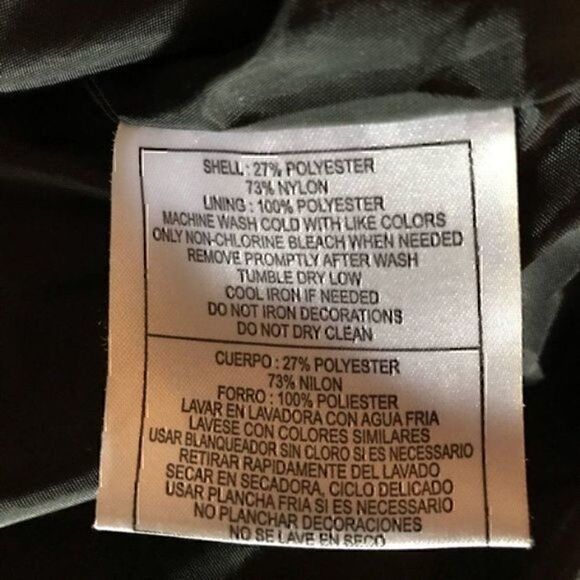 SHELL : 27% POLYESTER
73% NYLON
LINING : 100% POLYESTER
MACHINE WASH COLD WITH LIKE COLORS
ONLY NON-CHLORINE BLEACH WHEN NEEDED
REMOVE PROMPTLY AFTER WASH
TUMBLE DRY LOW
COOL IRON IF NEEDED
DO NOT IRON DECORATIONS
DO NOT DRY CLEAN
CUERPO : 27% POLYESTER
73% NILON
FORRO : 100% POLIESTER
LAVAR EN LAVADORA CON AGUA FRIA
LAVESE CON COLORES SIMILARES
USAR BLANQUEADOR SIN CLORO SI ES NECESSARIO
RETIRAR RAPIDAMENTE DEL LAVADO
SECAR EN SECADORA, CICLO DELICADO
USAR PLANCHA FRIA SI ES NECESSARIO
NO PLANCHAR DECORACIONES
NO SE LAVE EN SECO